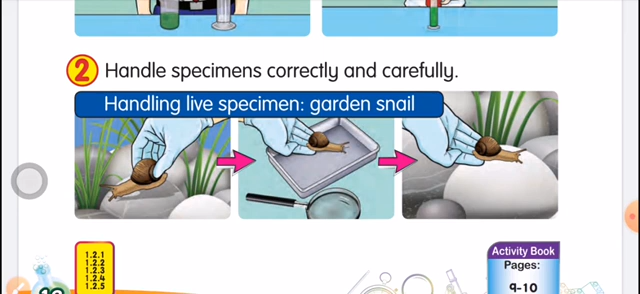 2 Handle specimens correctly and carefully.
Handling live specimen: garden snail
1.2.1
1.2.2
1.2.3
1.2.4
1.2.5
Activity Book
Pages:
9-10